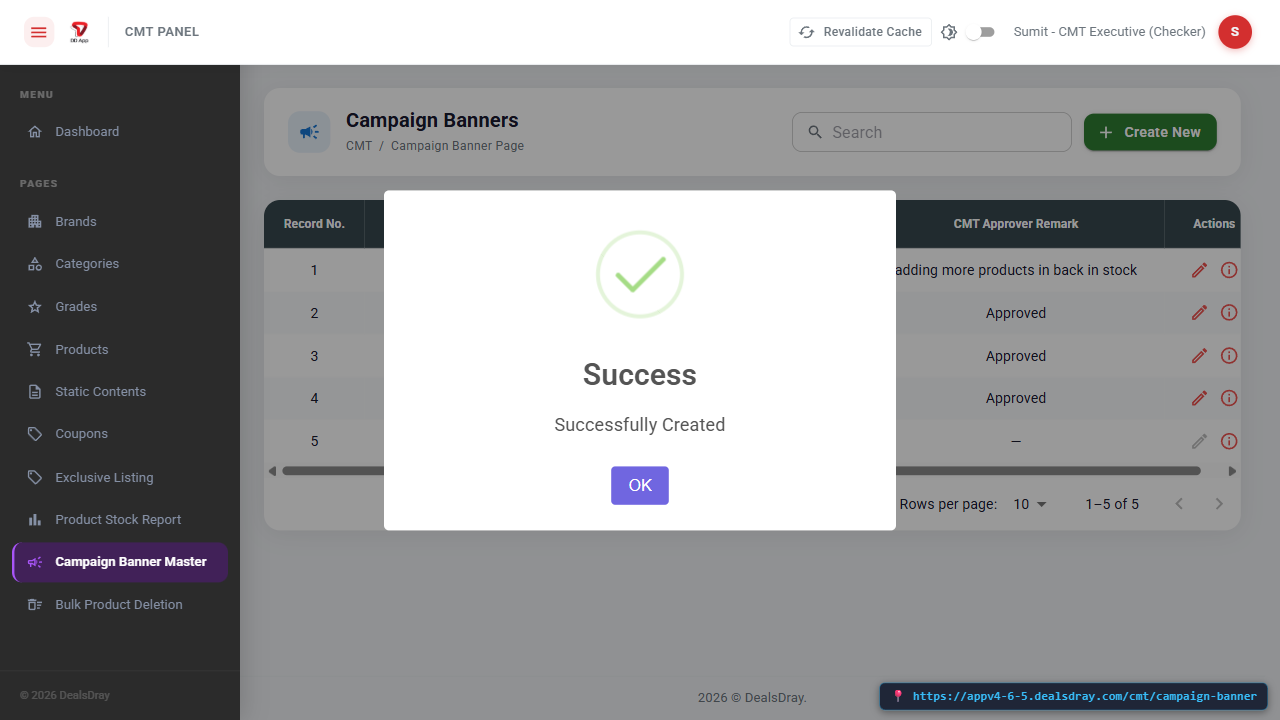 CMT PANEL
Revalidate Cache
Sumit - CMT Executive (Checker)
S
DD App
MENU
Dashboard
PAGES
Brands
Categories
Grades
Products
Static Contents
Coupons
Exclusive Listing
Product Stock Report
Campaign Banner Master
Bulk Product Deletion
© 2026 DealsDray
Campaign Banners
CMT / Campaign Banner Page
Search
Create New
Record No. CMT Approver Remark Actions
1 adding more products in back in stock
2 Approved
3 Approved
4 Approved
5 —
Rows per page: 10 1–5 of 5
Success
Successfully Created
OK
2026 © DealsDray.
https://appv4-6-5.dealsdray.com/cmt/campaign-banner